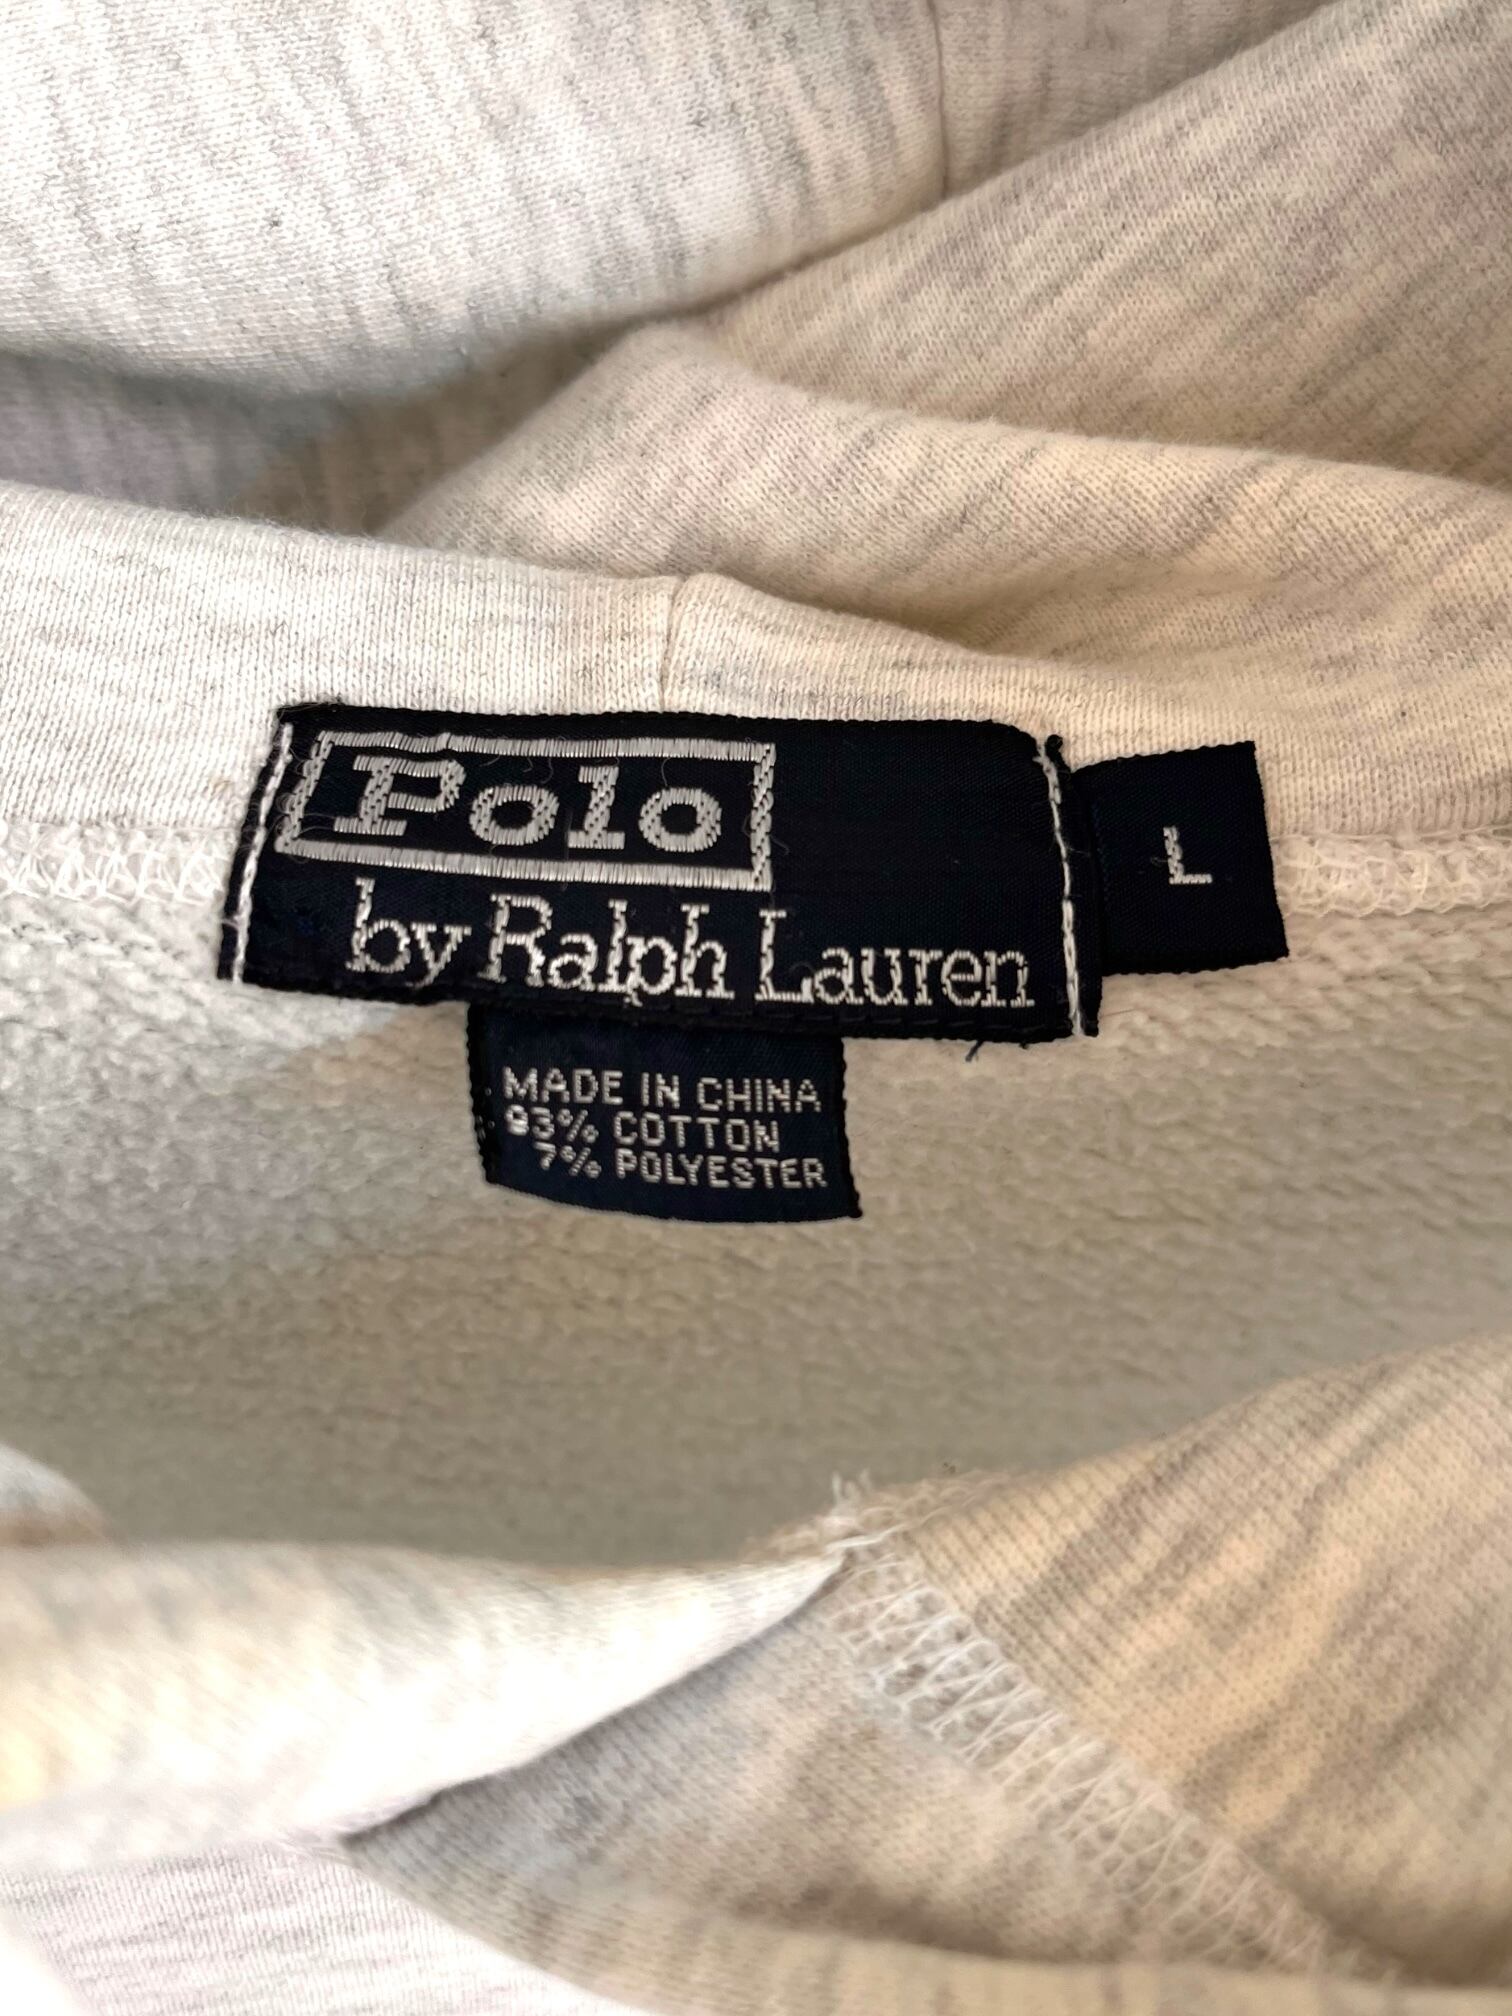 Polo
by Ralph Lauren
L
MADE IN CHINA
93% COTTON
7% POLYESTER